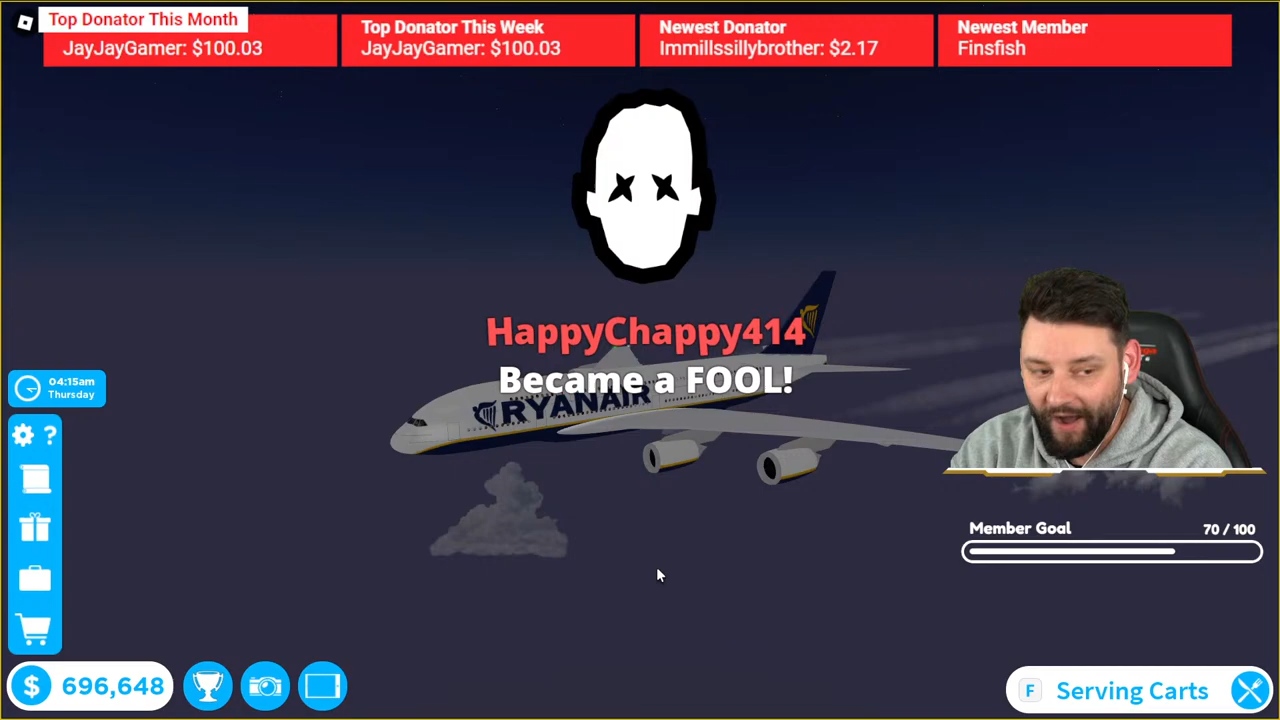 Top Donator This Month
JayJayGamer: $100.03
Top Donator This Week
JayJayGamer: $100.03
Newest Donator
Immillssillybrother: $2.17
Newest Member
Finsfish
HappyChappy414
Became a FOOL!
RYANAIR
04:15am
Thursday
?
Member Goal
70 / 100
$ 696,648
F
Serving Carts